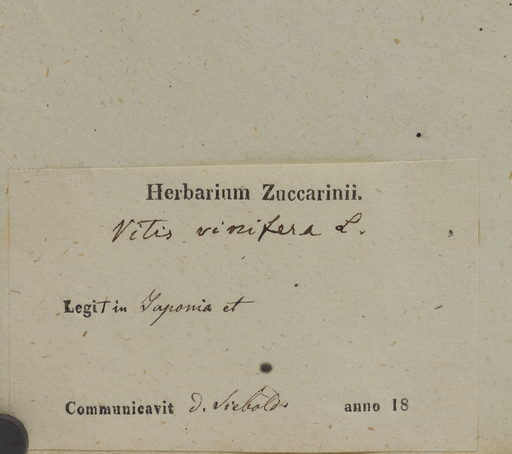 Herbarium Zuccarinii.
Vitis vinifera L.
Legit in Japonia et
Communicavit d. Siebold anno 18